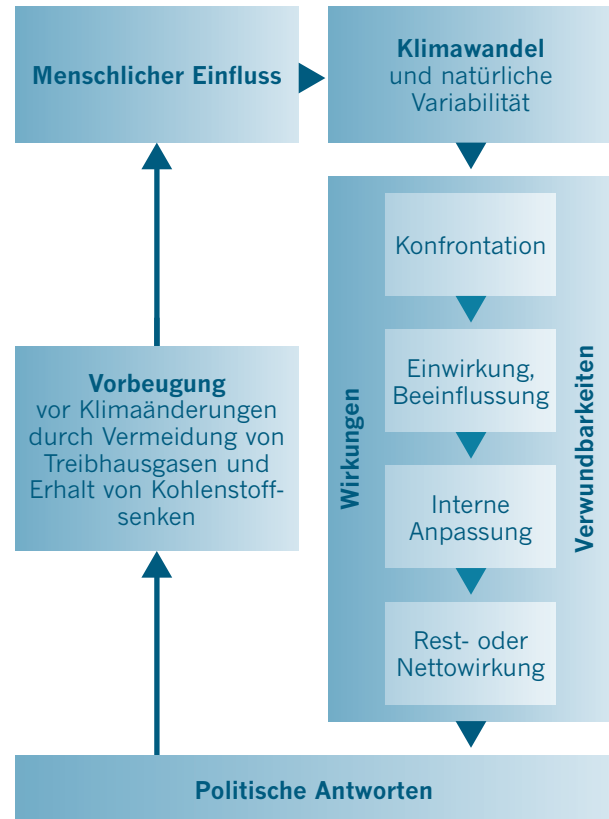 Menschlicher Einfluss
Klimawandel
und natürliche
Variabilität
Konfrontation
Einwirkung,
Beeinflussung
Interne
Anpassung
Rest- oder
Nettowirkung
Wirkungen
Verwundbarkeiten
Vorbeugung
vor Klimaänderungen
durch Vermeidung von
Treibhausgasen und
Erhalt von Kohlenstoff-
senken
Politische Antworten